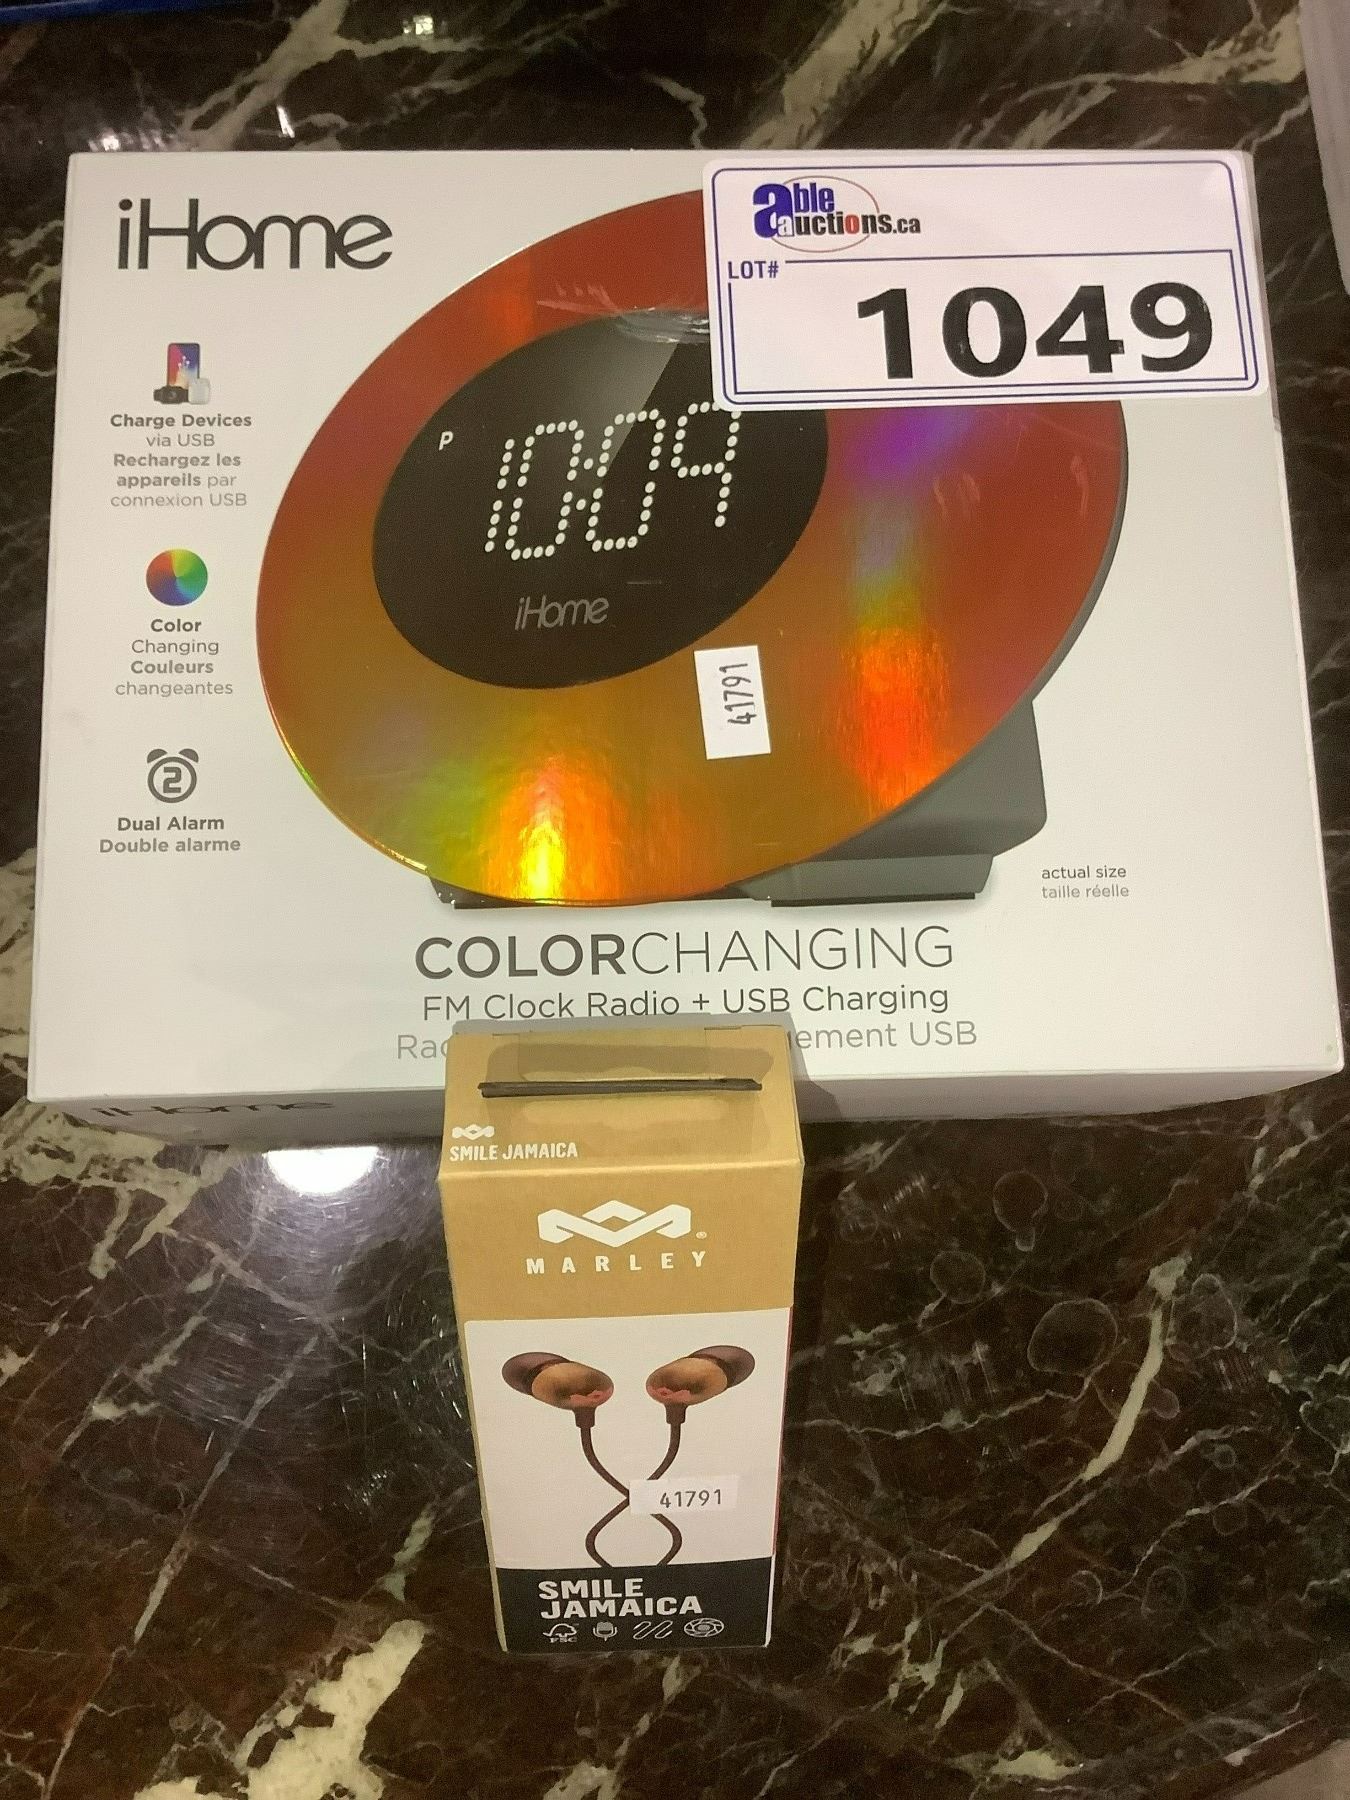 iHome
able
auctions.ca
LOT#
1049
Charge Devices
via USB
Rechargez les
appareils par
connexion USB
P
10:09
iHome
Color
Changing
Couleurs
changeantes
41791
2
Dual Alarm
Double alarme
actual size
taille réelle
COLORCHANGING
FM Clock Radio + USB Charging
ement USB
iHome
SMILE JAMAICA
MARLEY
41791
SMILE
JAMAICA
FSC